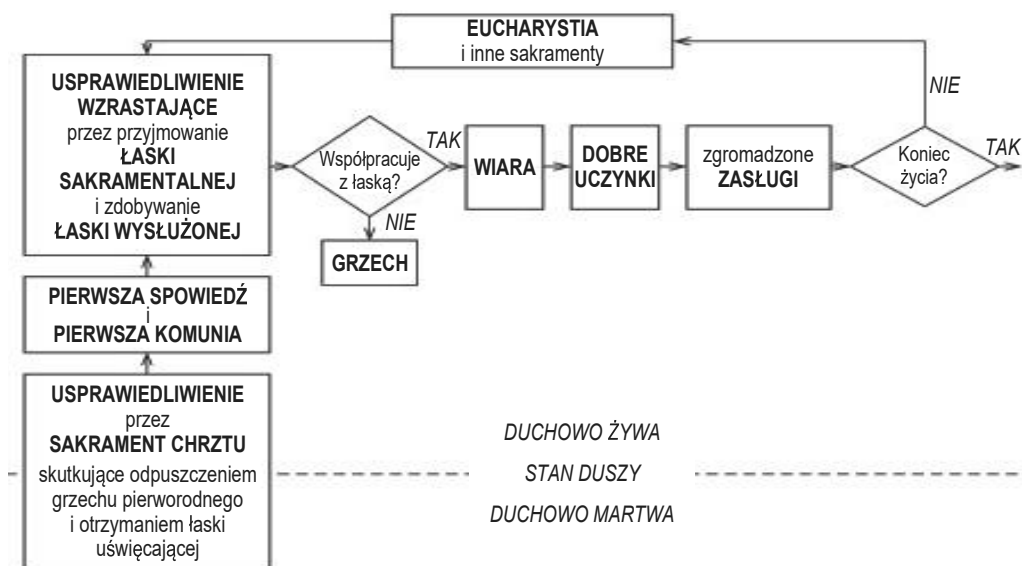 EUCHARYSTIA
i inne sakramenty
USPRAWIEDLIWIENIE
WZRASTAJĄCE
przez przyjmowanie
ŁASKI
SAKRAMENTALNEJ
i zdobywanie
ŁASKI WYSŁUŻONEJ
Współpracuje
z łaską?
TAK
NIE
GRZECH
WIARA
DOBRE
UCZYNKI
zgromadzone
ZASŁUGI
Koniec
życia?
NIE
TAK
PIERWSZA SPOWIEDŹ
i
PIERWSZA KOMUNIA
USPRAWIEDLIWIENIE
przez
SAKRAMENT CHRZTU
skutkujące odpuszczeniem
grzechu pierworodnego
i otrzymaniem łaski
uświęcającej
DUCHOWO ŻYWA
STAN DUSZY
DUCHOWO MARTWA